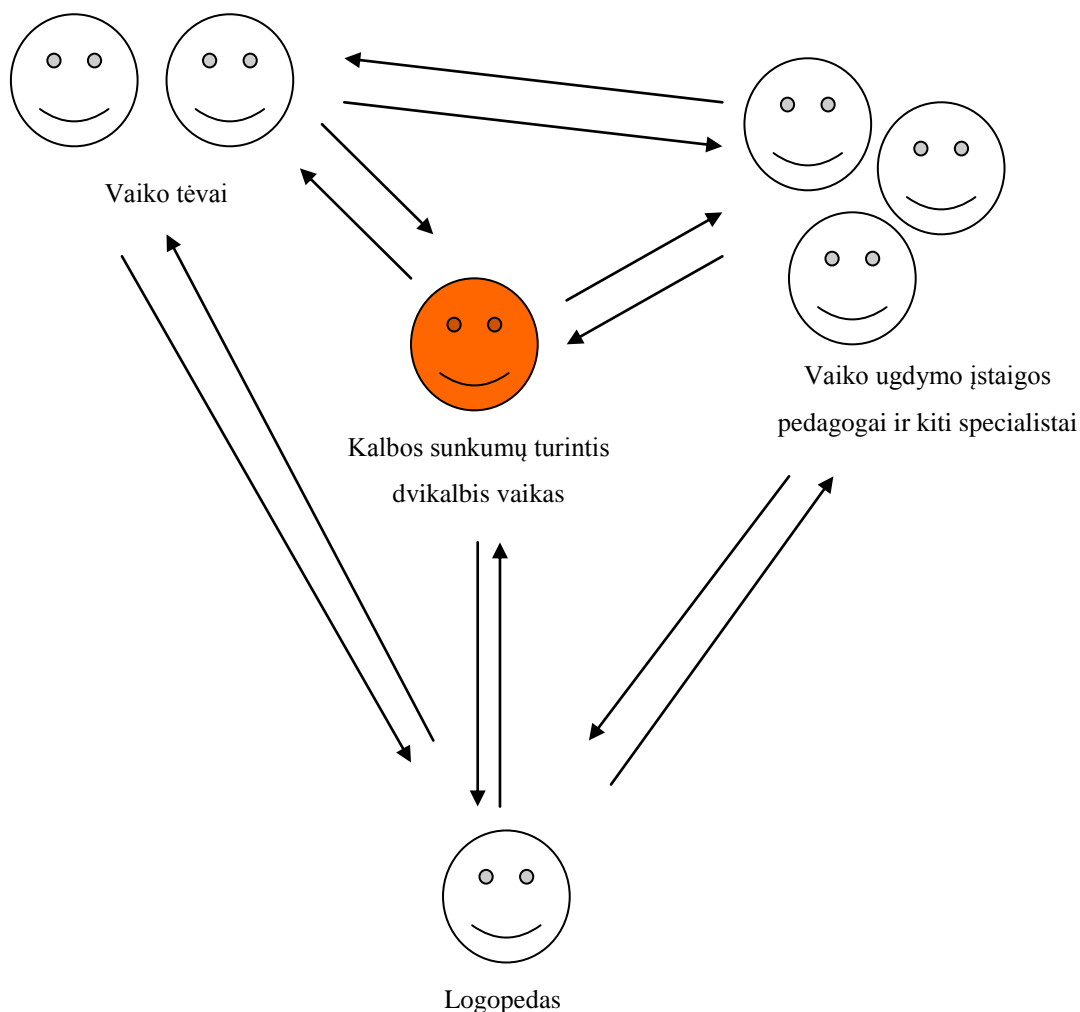 Vaiko tėvai
Vaiko ugdymo įstaigos
pedagogai ir kiti specialistai
Kalbos sunkumų turintis
dvikalbis vaikas
Logopedas